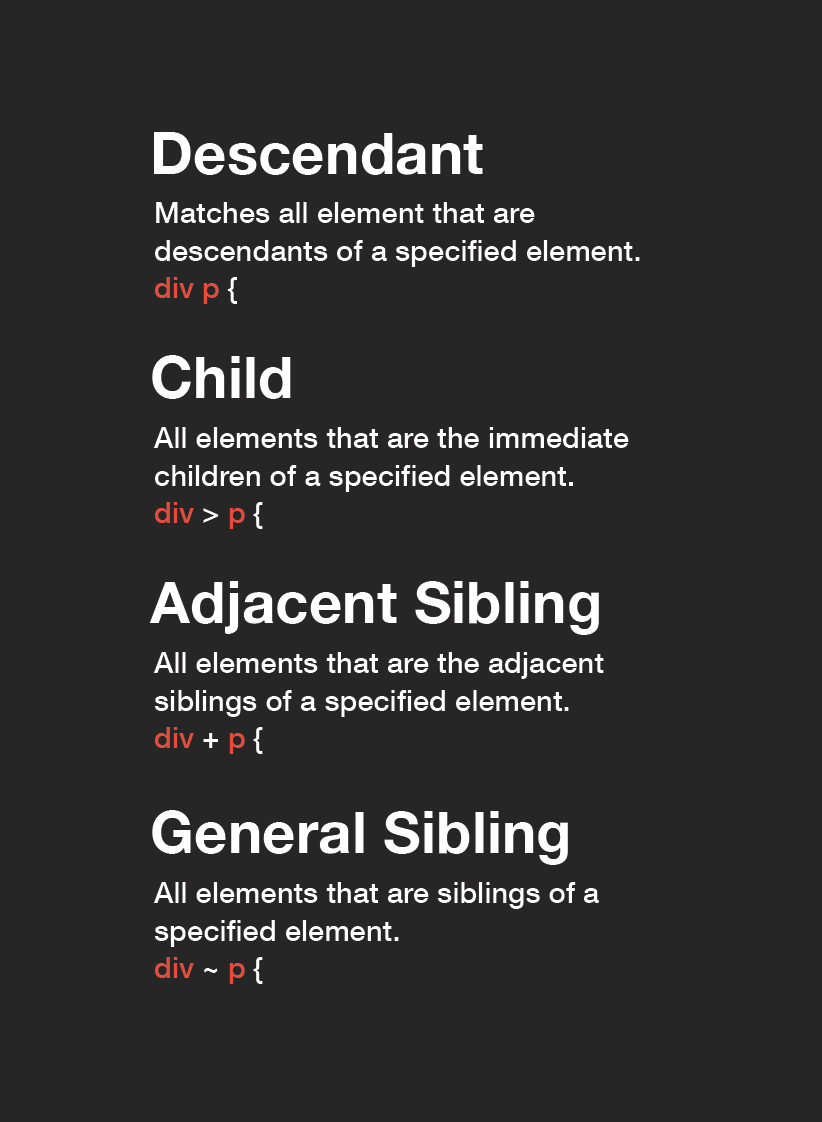 Descendant
Matches all element that are
descendants of a specified element.
div p {
Child
All elements that are the immediate
children of a specified element.
div > p {
Adjacent Sibling
All elements that are the adjacent
siblings of a specified element.
div + p {
General Sibling
All elements that are siblings of a
specified element.
div ~ p {